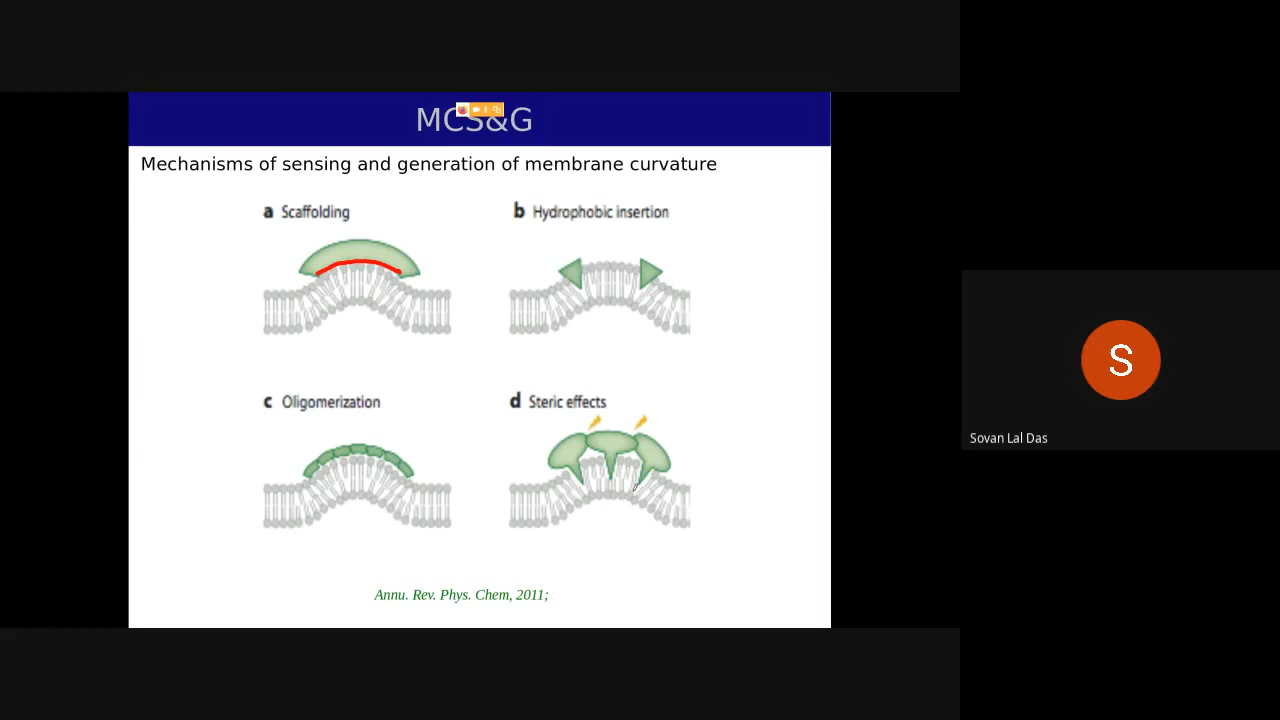 MCS&G
Mechanisms of sensing and generation of membrane curvature
a Scaffolding
b Hydrophobic insertion
c Oligomerization
d Steric effects
Annu. Rev. Phys. Chem, 2011;
S
Sovan Lal Das